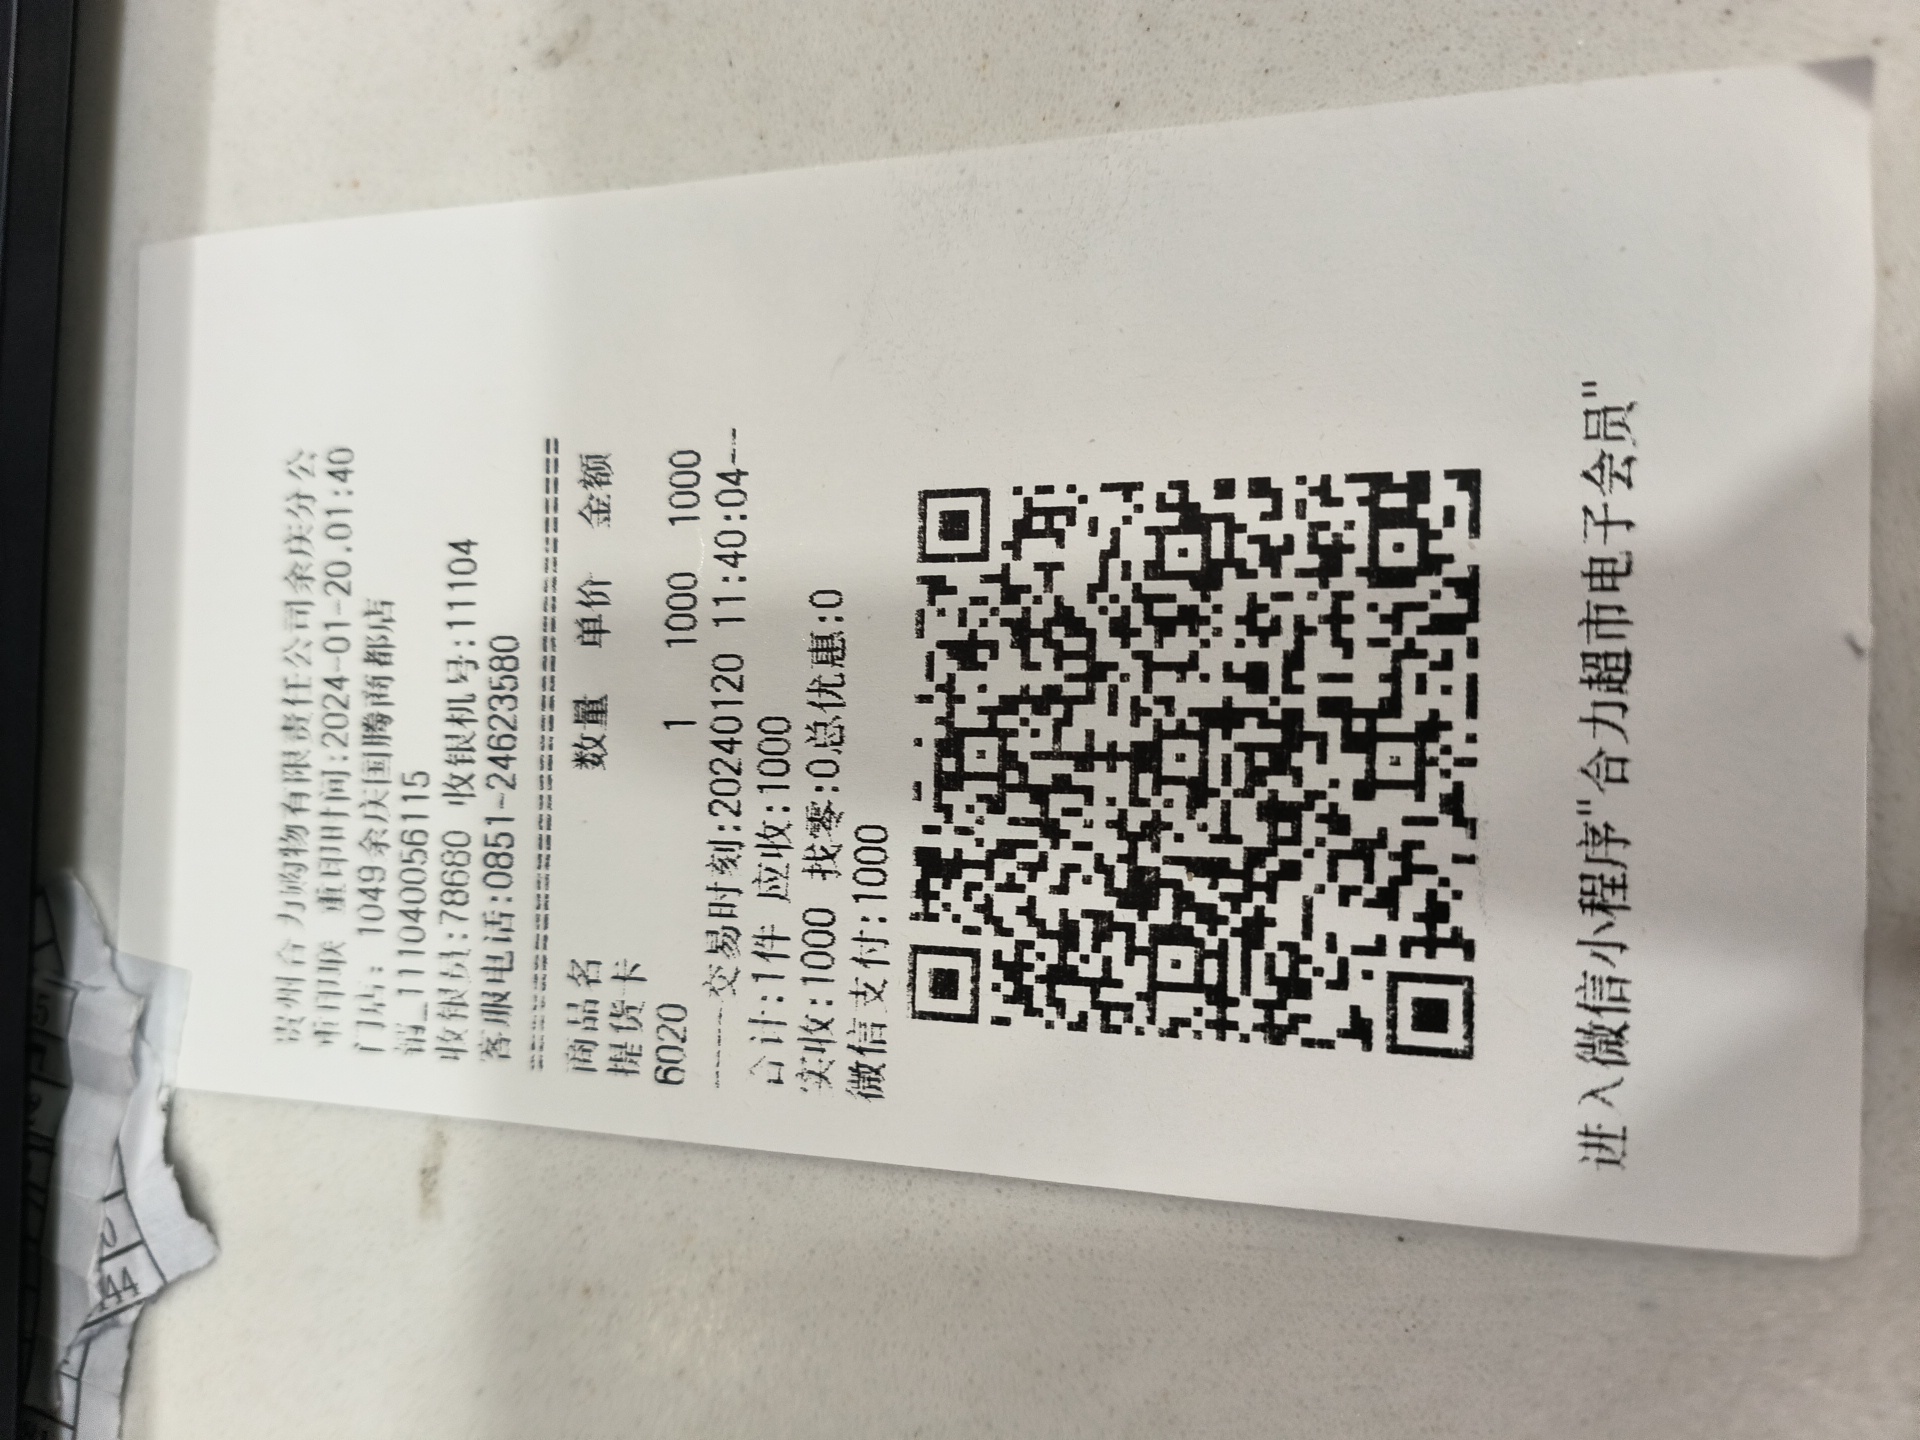 贵州合力购物有限责任公司余庆分公
重印联 重印时间:2024-01-20.01:40
门店: 1049余庆国腾商都店
销_111040056115
收银员:78680 收银机号:11104
客服电话:0851-24623580
================================
商品名 数量 单价 金额
提货卡
6020 1 1000 1000
------交易时刻:20240120 11:40:04--
合计:1件 应收:1000
实收:1000 找零:0总优惠:0
微信支付:1000
进入微信小程序"合力超市电子会员"
44